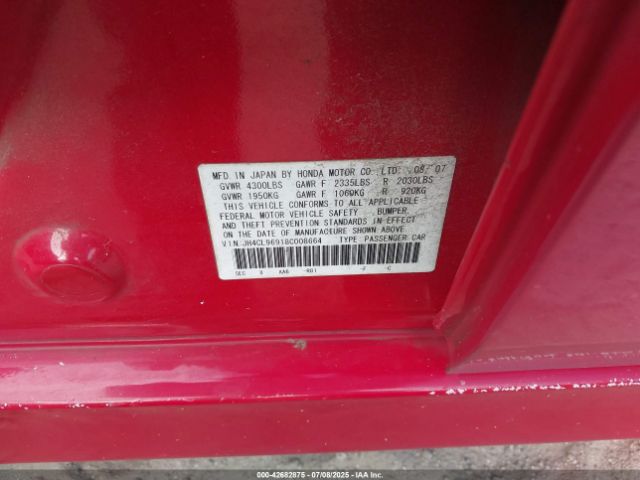 MFD. IN JAPAN BY HONDA MOTOR CO., LTD. 08/07
GVWR 4300LBS GAWR F 2335LBS R 2030LBS
GVWR 1950KG GAWR F 1060KG R 920KG
THIS VEHICLE CONFORMS TO ALL APPLICABLE
FEDERAL MOTOR VEHICLE SAFETY, BUMPER,
AND THEFT PREVENTION STANDARDS IN EFFECT
ON THE DATE OF MANUFACTURE SHOWN ABOVE.
V.I.N. JH4CL96918C008664 TYPE PASSENGER CAR
000-42682875 07/08/2025 Copyright IAA, LLC.